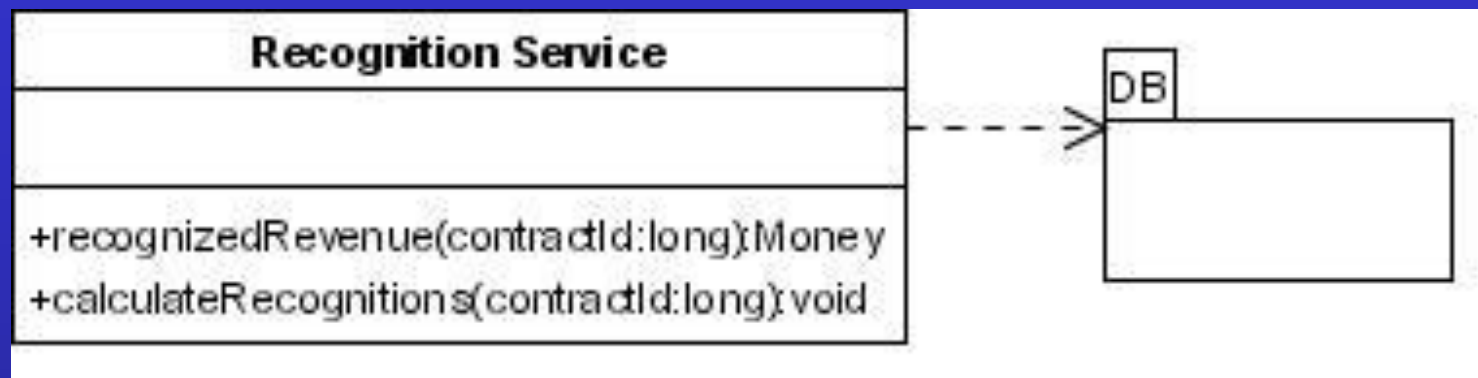 Recognition Service
DB
+recognizedRevenue(contractId:long):Money
+calculateRecognitions(contractId:long):void